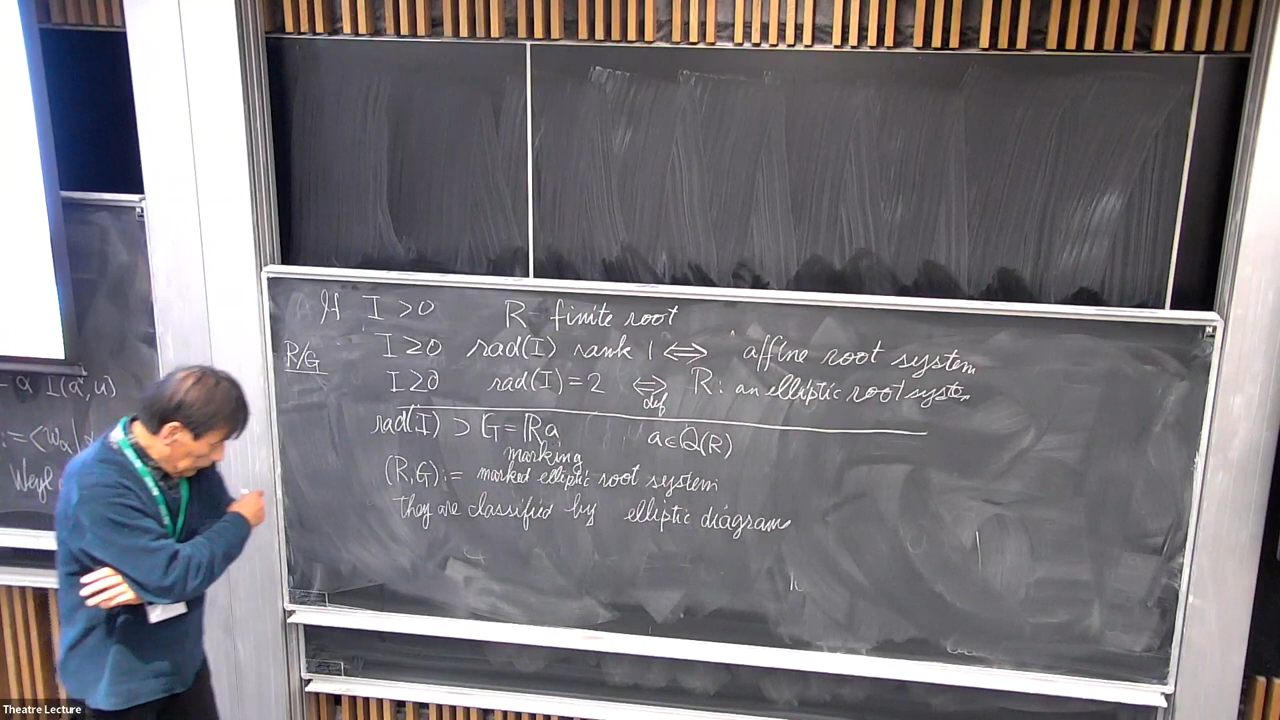 If I > 0 R finite root
I ≥ 0 rad(I) rank 1 ⟺ affine root system
R/G
I ≥ 0 rad(I) = 2 ⟺ def R : an elliptic root system
rad(I) ⊃ G = ℝa a ∈ Q(R)
marking
(R,G) := marked elliptic root system
they are classified by elliptic diagrams
a I(a, u)
:= <w
Weyl
Theatre Lecture